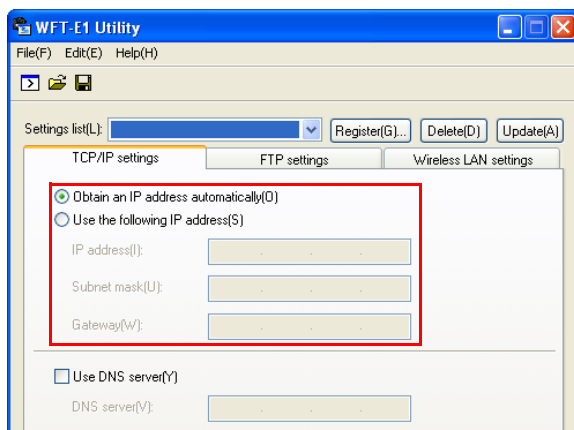 WFT-E1 Utility
File(F) Edit(E) Help(H)
Settings list(L): Register(G)... Delete(D) Update(A)
TCP/IP settings FTP settings Wireless LAN settings
Obtain an IP address automatically(O)
Use the following IP address(S)
IP address(I):
Subnet mask(U):
Gateway(W):
Use DNS server(Y)
DNS server(V):